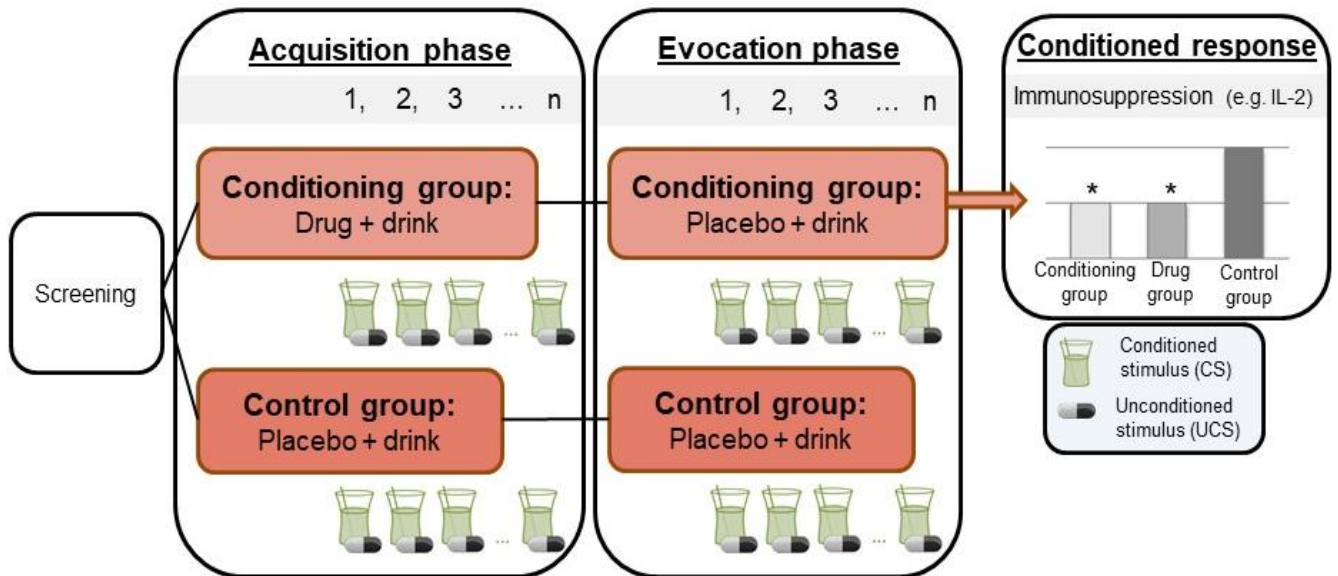 Screening
Acquisition phase
1, 2, 3 ... n
Conditioning group:
Drug + drink
...
Control group:
Placebo + drink
...
Evocation phase
1, 2, 3 ... n
Conditioning group:
Placebo + drink
...
Control group:
Placebo + drink
...
Conditioned response
Immunosuppression (e.g. IL-2)
* *
Conditioning
group
Drug
group
Control
group
Conditioned
stimulus (CS)
Unconditioned
stimulus (UCS)